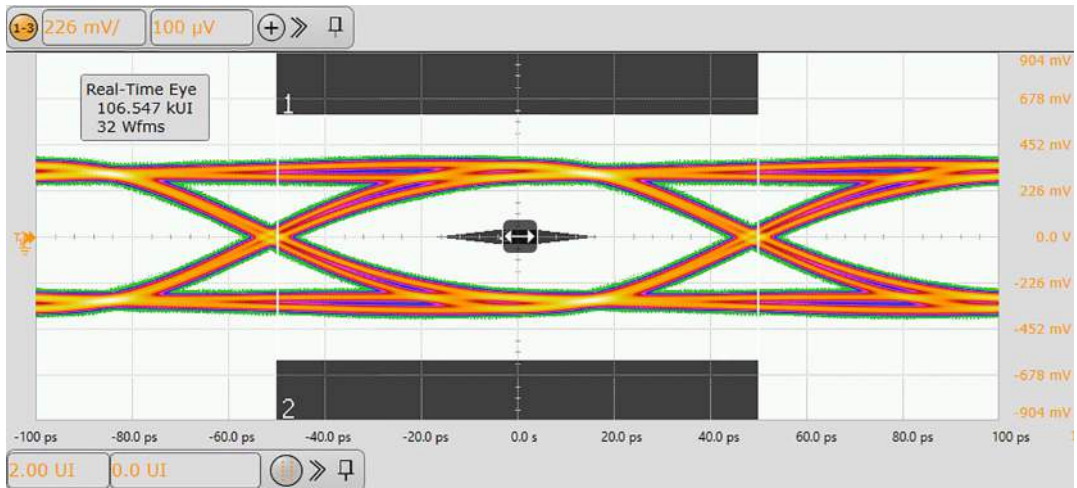 1-3 226 mV/ 100 µV
904 mV
Real-Time Eye
106.547 kUI
32 Wfms
1
678 mV
452 mV
226 mV
0.0 V
-226 mV
-452 mV
-678 mV
2
-904 mV
-100 ps -80.0 ps -60.0 ps -40.0 ps -20.0 ps 0.0 s 20.0 ps 40.0 ps 60.0 ps 80.0 ps 100 ps
2.00 UI 0.0 UI